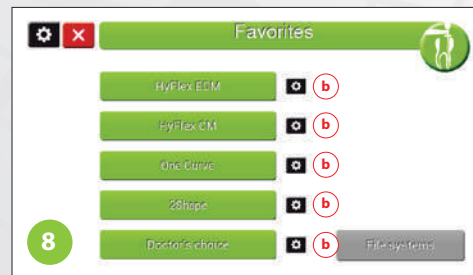 Favorites
HyFlex EDM b
HyFlex CM b
One Curve b
2Shape b
8 Doctor's choice b File systems